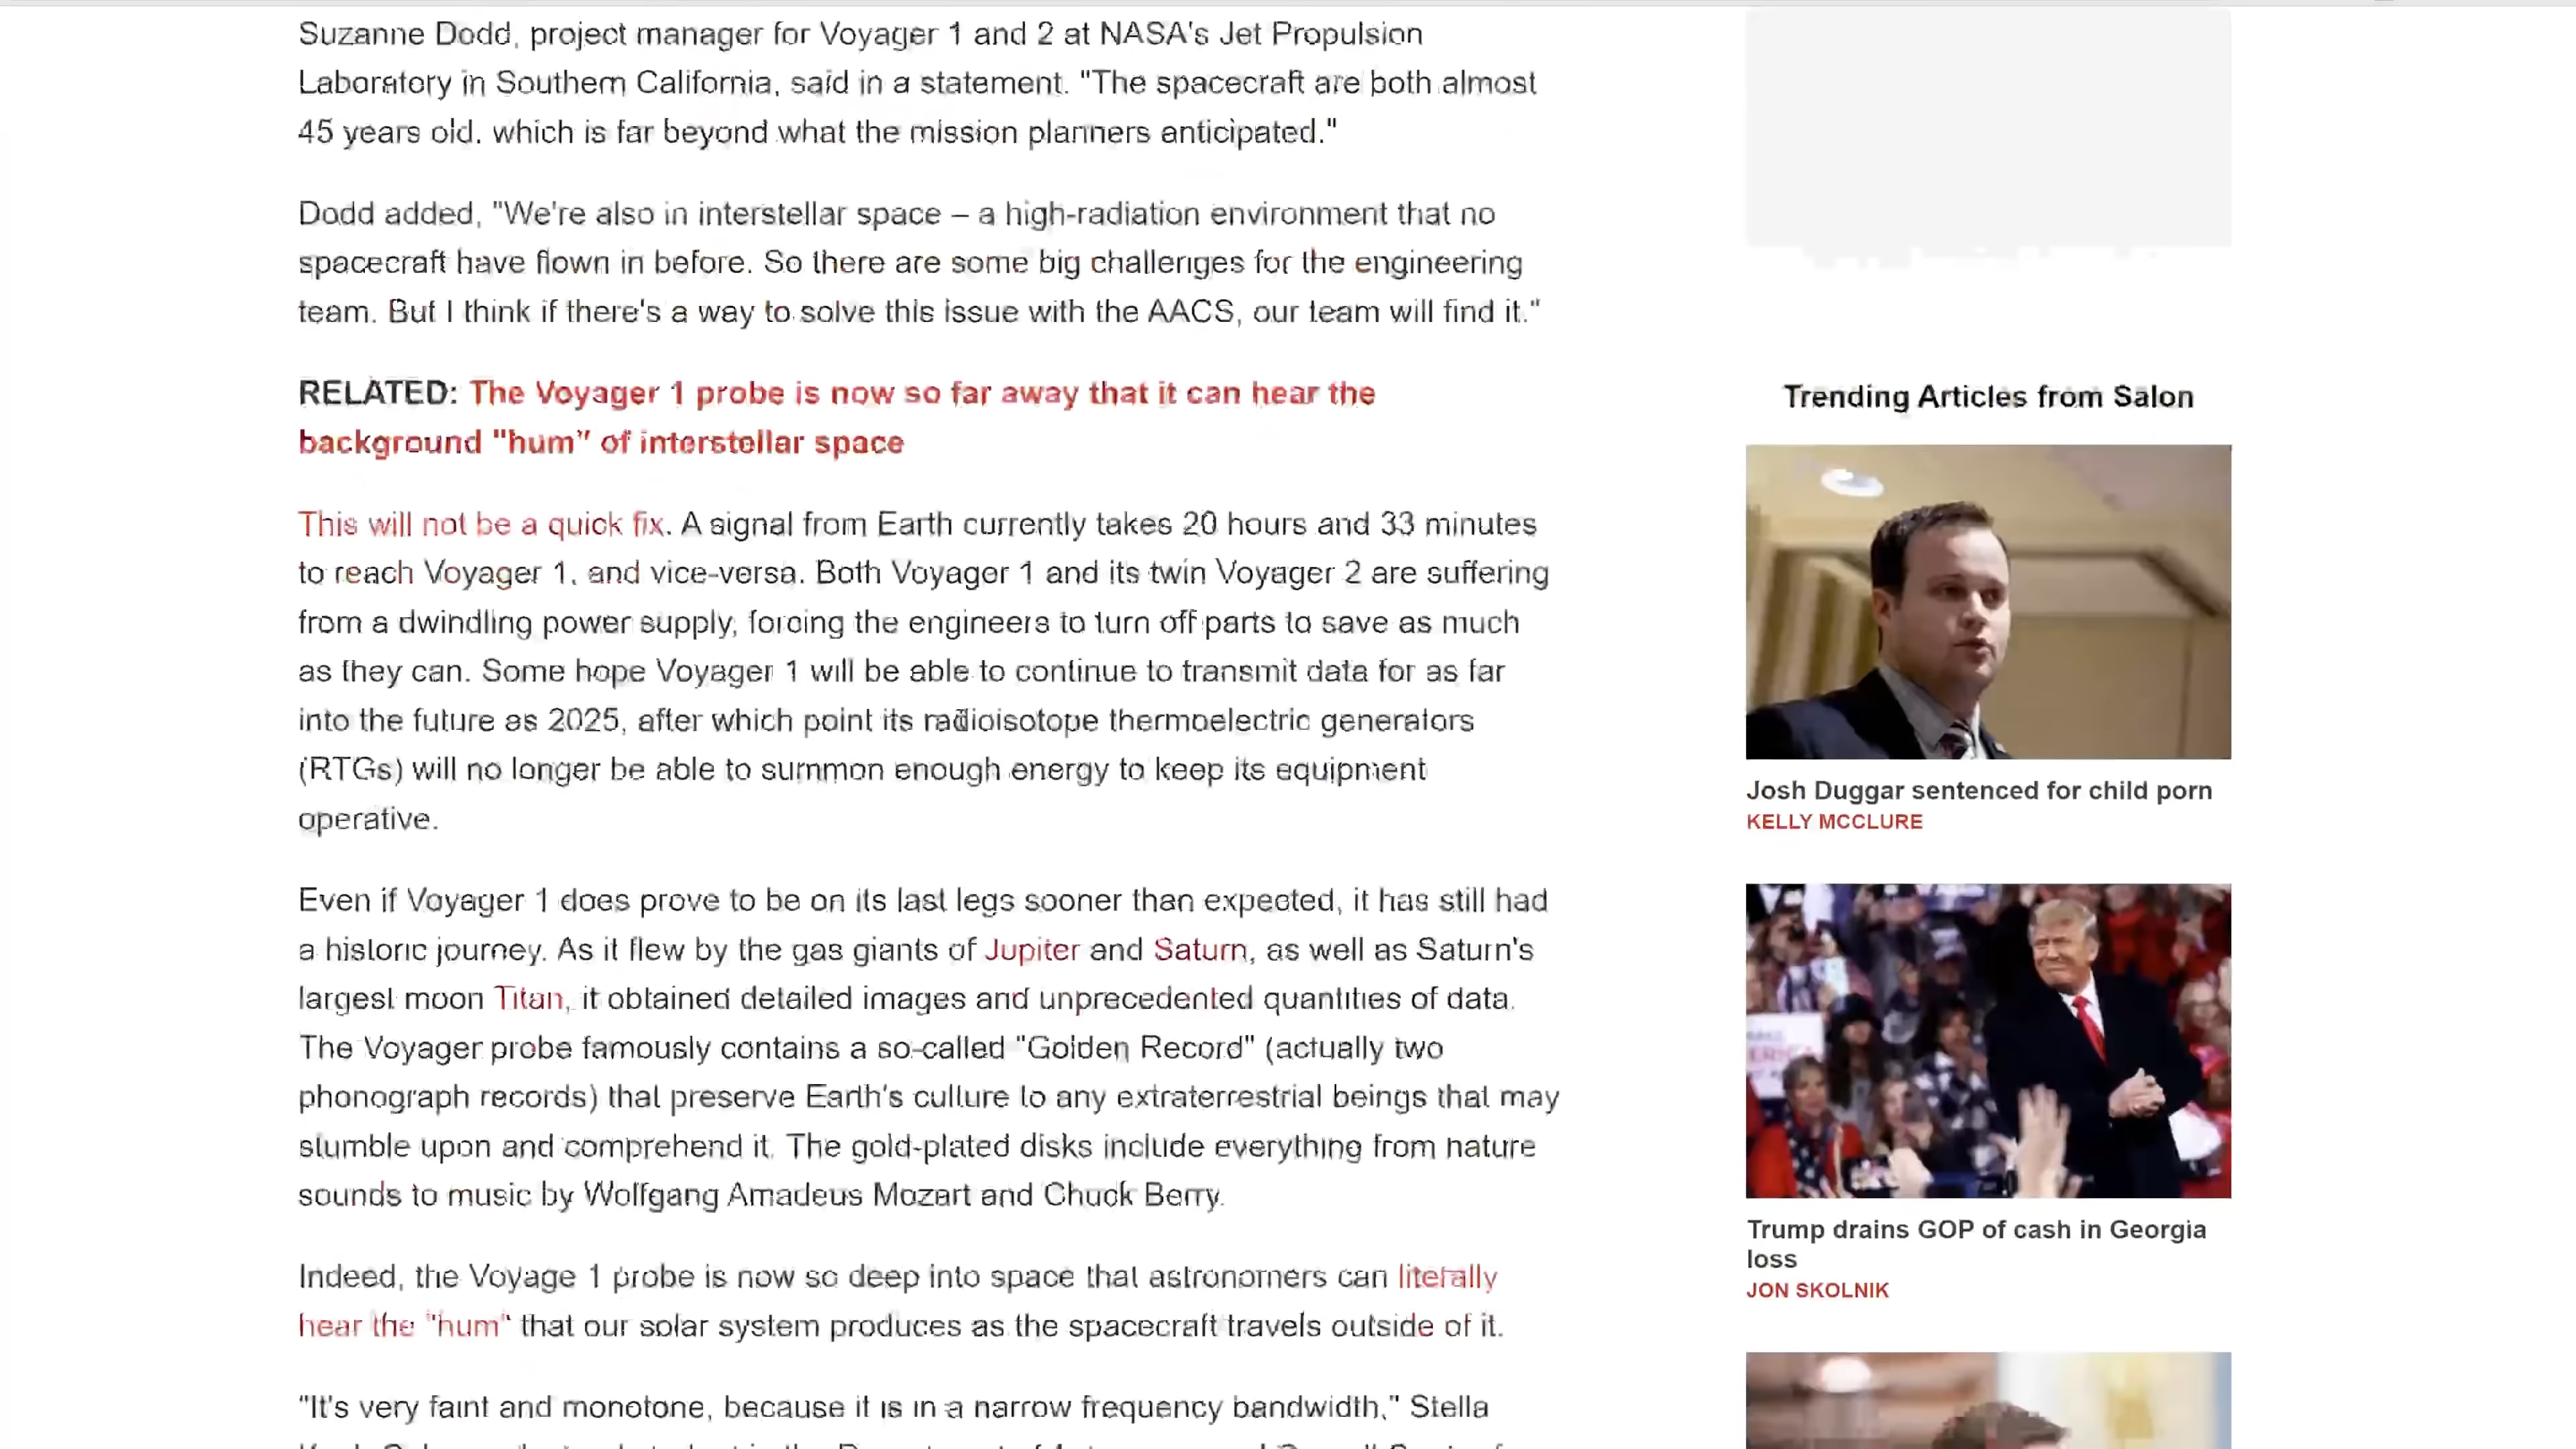 Suzanne Dodd, project manager for Voyager 1 and 2 at NASA's Jet Propulsion
Laboratory in Southern California, said in a statement. "The spacecraft are both almost
45 years old, which is far beyond what the mission planners anticipated."
Dodd added, "We're also in interstellar space – a high-radiation environment that no
spacecraft have flown in before. So there are some big challenges for the engineering
team. But I think if there's a way to solve this issue with the AACS, our team will find it."
RELATED: The Voyager 1 probe is now so far away that it can hear the
background "hum" of interstellar space
This will not be a quick fix. A signal from Earth currently takes 20 hours and 33 minutes
to reach Voyager 1, and vice-versa. Both Voyager 1 and its twin Voyager 2 are suffering
from a dwindling power supply, forcing the engineers to turn off parts to save as much
as they can. Some hope Voyager 1 will be able to continue to transmit data for as far
into the future as 2025, after which point its radioisotope thermoelectric generators
(RTGs) will no longer be able to summon enough energy to keep its equipment
operative.
Even if Voyager 1 does prove to be on its last legs sooner than expected, it has still had
a historic journey. As it flew by the gas giants of Jupiter and Saturn, as well as Saturn's
largest moon Titan, it obtained detailed images and unprecedented quantities of data.
The Voyager probe famously contains a so-called "Golden Record" (actually two
phonograph records) that preserve Earth's culture to any extraterrestrial beings that may
stumble upon and comprehend it. The gold-plated disks include everything from nature
sounds to music by Wolfgang Amadeus Mozart and Chuck Berry.
Indeed, the Voyage 1 probe is now so deep into space that astronomers can literally
hear the "hum" that our solar system produces as the spacecraft travels outside of it.
"It's very faint and monotone, because it is in a narrow frequency bandwidth," Stella
Trending Articles from Salon
Josh Duggar sentenced for child porn
KELLY MCCLURE
Trump drains GOP of cash in Georgia
loss
JON SKOLNIK